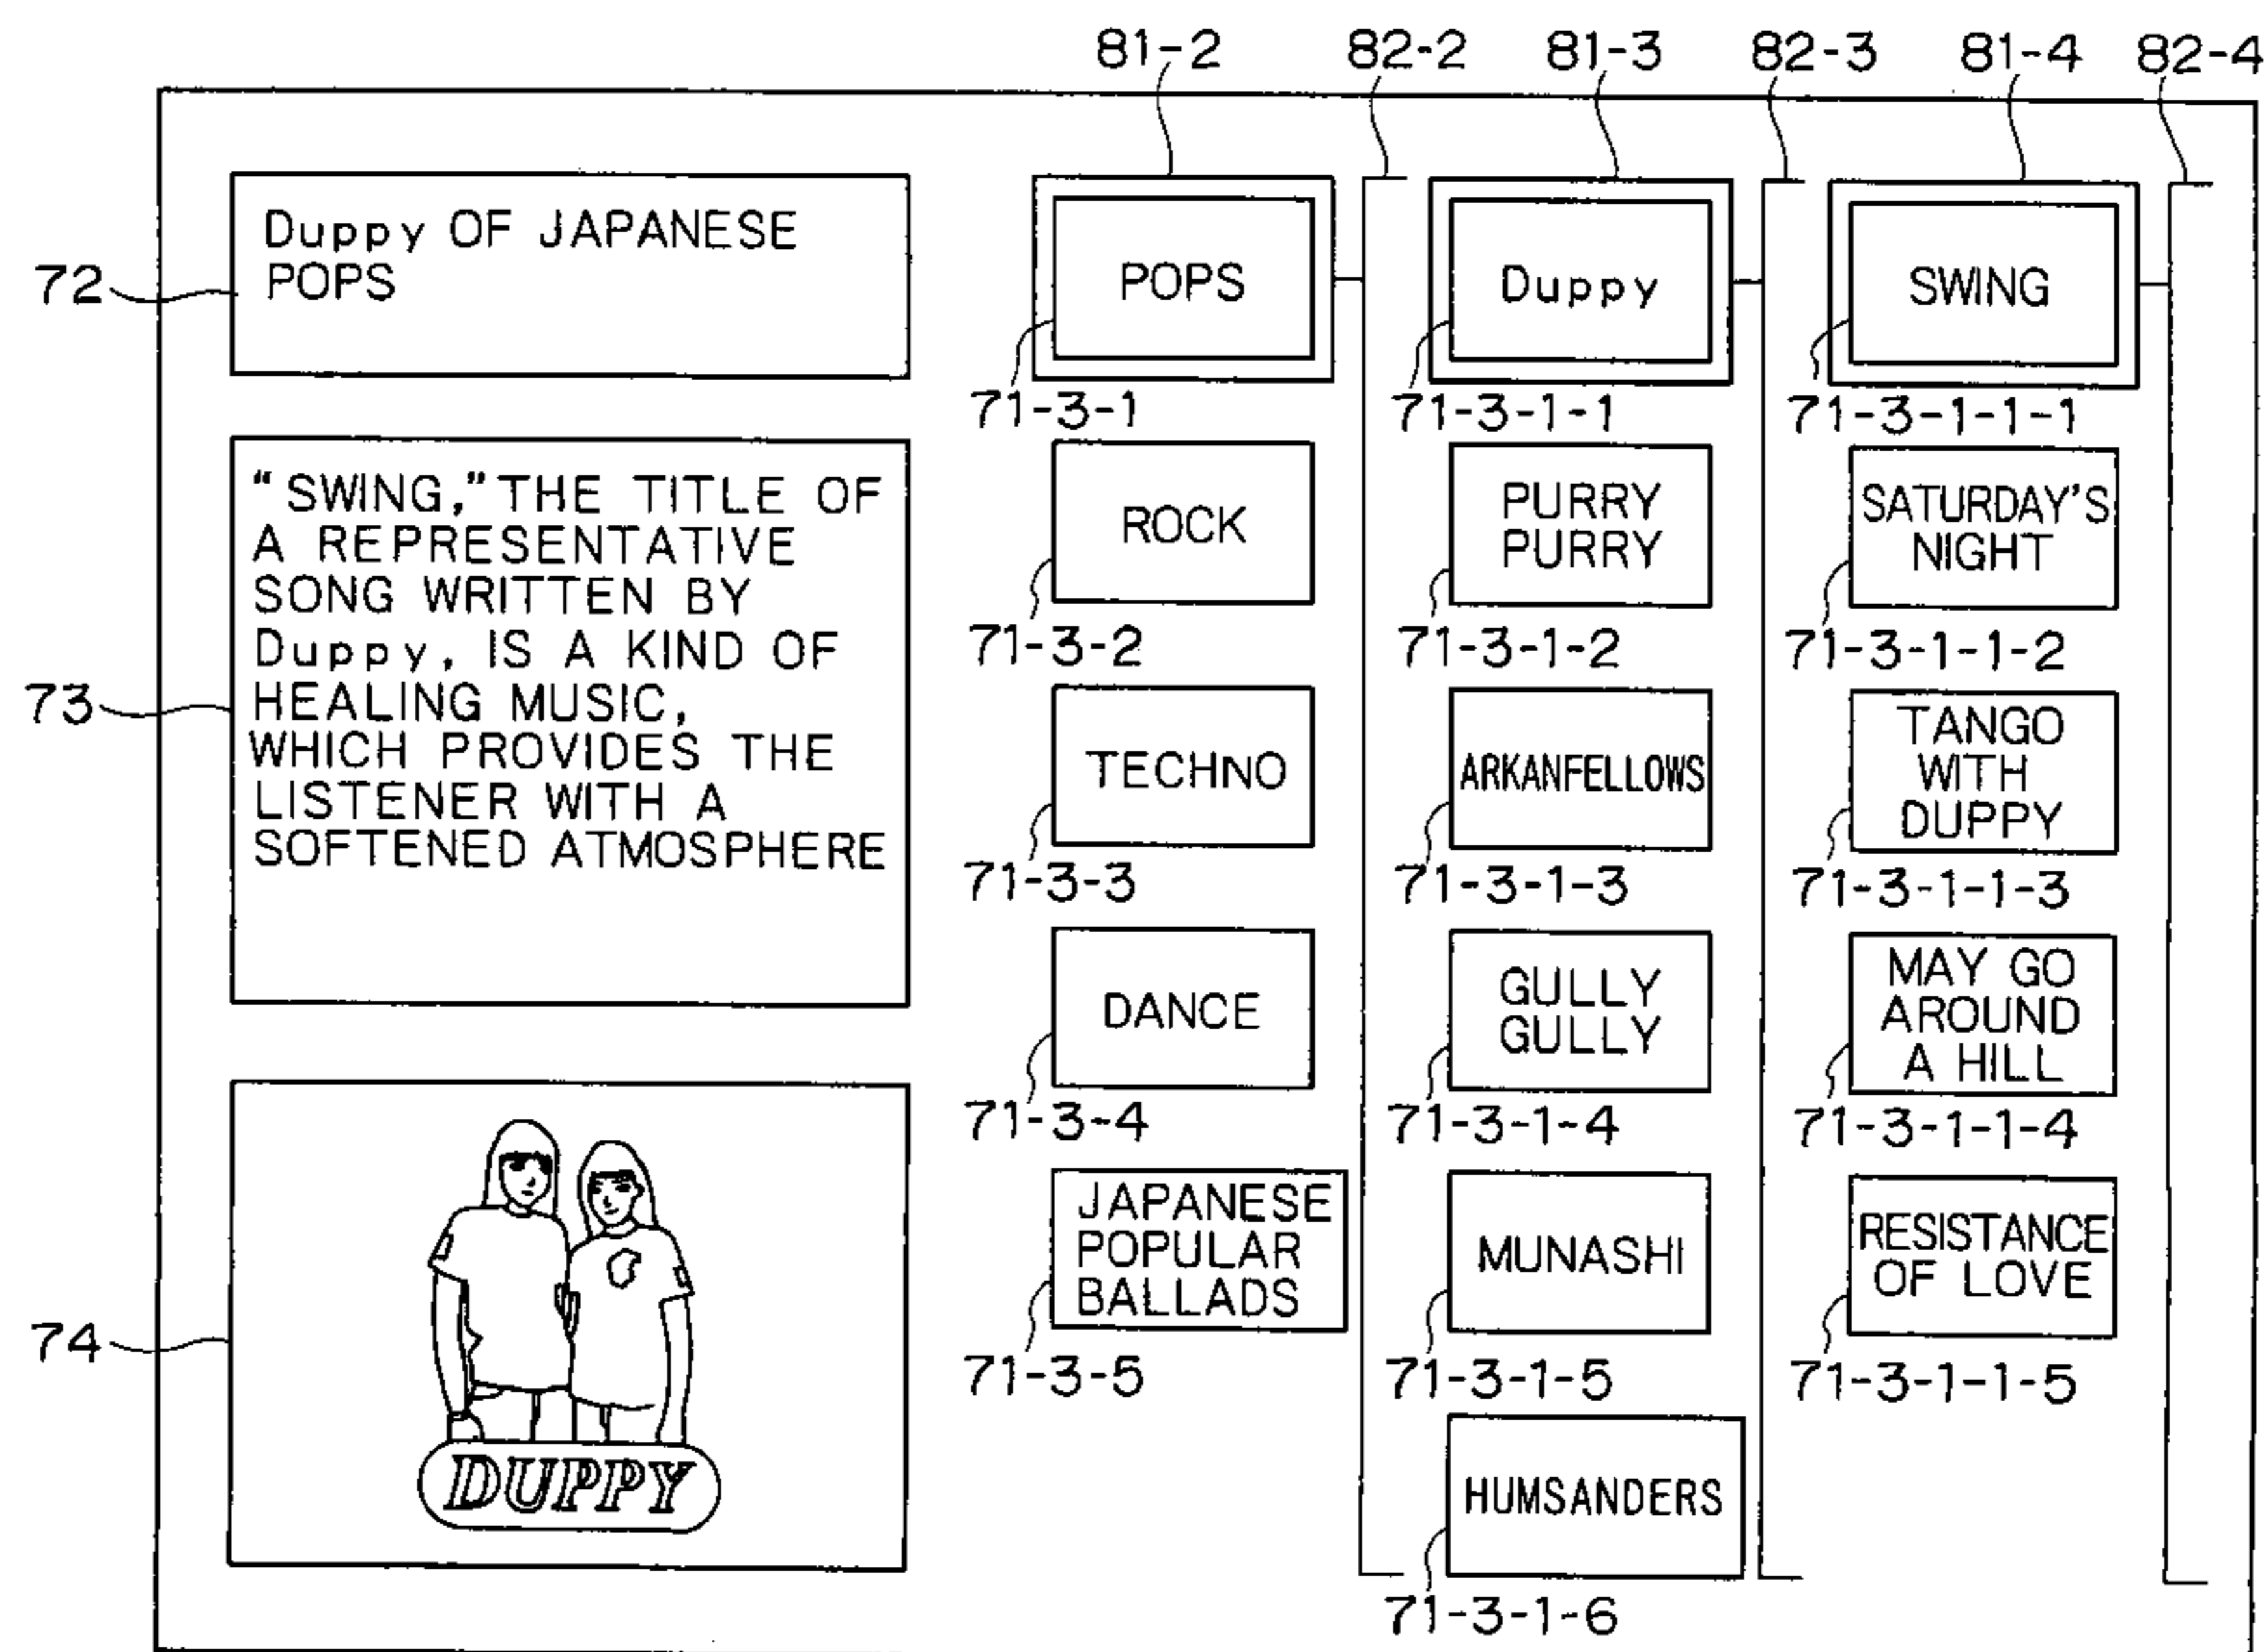 81-2
82-2
81-3
82-3
81-4
82-4
72
Duppy OF JAPANESE
POPS
73
“SWING,” THE TITLE OF
A REPRESENTATIVE
SONG WRITTEN BY
Duppy, IS A KIND OF
HEALING MUSIC,
WHICH PROVIDES THE
LISTENER WITH A
SOFTENED ATMOSPHERE
74
DUPPY
POPS
71-3-1
ROCK
71-3-2
TECHNO
71-3-3
DANCE
71-3-4
JAPANESE
POPULAR
BALLADS
71-3-5
Duppy
71-3-1-1
PURRY
PURRY
71-3-1-2
ARKANFELLOWS
71-3-1-3
GULLY
GULLY
71-3-1-4
MUNASHI
71-3-1-5
HUMSANDERS
71-3-1-6
SWING
71-3-1-1-1
SATURDAY'S
NIGHT
71-3-1-1-2
TANGO
WITH
DUPPY
71-3-1-1-3
MAY GO
AROUND
A HILL
71-3-1-1-4
RESISTANCE
OF LOVE
71-3-1-1-5